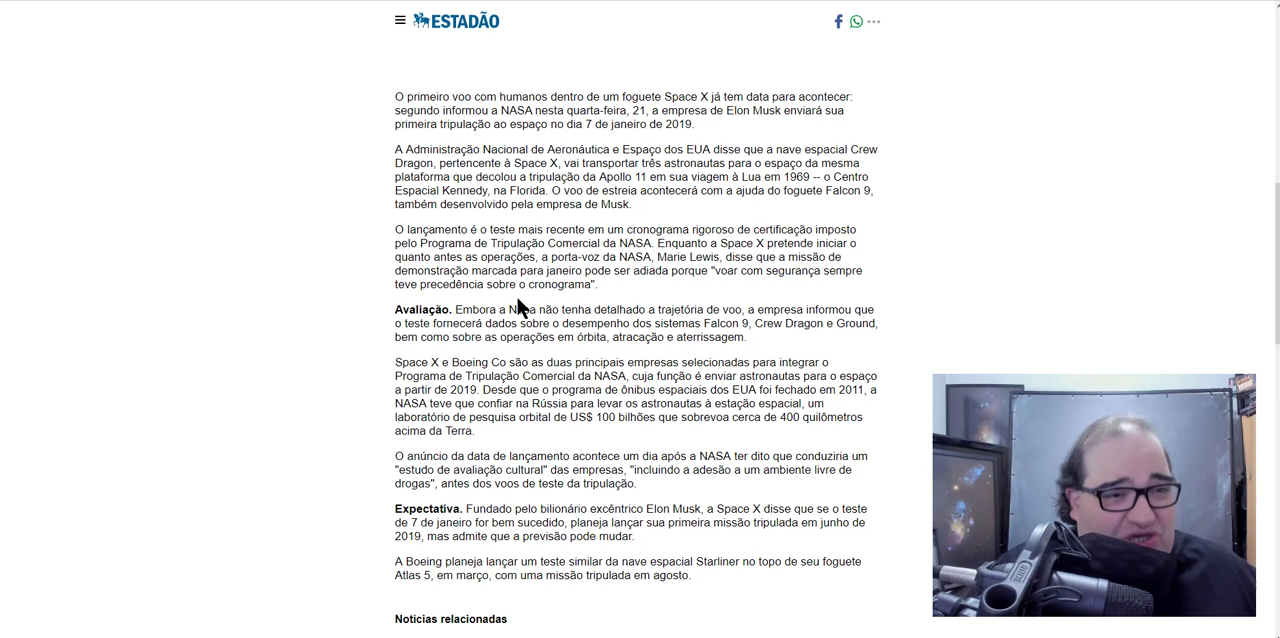 ESTADÃO
O primeiro voo com humanos dentro de um foguete Space X já tem data para acontecer:
segundo informou a NASA nesta quarta-feira, 21, a empresa de Elon Musk enviará sua
primeira tripulação ao espaço no dia 7 de janeiro de 2019.
A Administração Nacional de Aeronáutica e Espaço dos EUA disse que a nave espacial Crew
Dragon, pertencente à Space X, vai transportar três astronautas para o espaço da mesma
plataforma que decolou a tripulação da Apollo 11 em sua viagem à Lua em 1969 -- o Centro
Espacial Kennedy, na Florida. O voo de estreia acontecerá com a ajuda do foguete Falcon 9,
também desenvolvido pela empresa de Musk.
O lançamento é o teste mais recente em um cronograma rigoroso de certificação imposto
pelo Programa de Tripulação Comercial da NASA. Enquanto a Space X pretende iniciar o
quanto antes as operações, a porta-voz da NASA, Marie Lewis, disse que a missão de
demonstração marcada para janeiro pode ser adiada porque "voar com segurança sempre
teve precedência sobre o cronograma".
Avaliação. Embora a não tenha detalhado a trajetória de voo, a empresa informou que
o teste fornecerá dados sobre o desempenho dos sistemas Falcon 9, Crew Dragon e Ground,
bem como sobre as operações em órbita, atracação e aterrissagem.
Space X e Boeing Co são as duas principais empresas selecionadas para integrar o
Programa de Tripulação Comercial da NASA, cuja função é enviar astronautas para o espaço
a partir de 2019. Desde que o programa de ônibus espaciais dos EUA foi fechado em 2011, a
NASA teve que confiar na Rússia para levar os astronautas à estação espacial, um
laboratório de pesquisa orbital de US$ 100 bilhões que sobrevoa cerca de 400 quilômetros
acima da Terra.
O anúncio da data de lançamento acontece um dia após a NASA ter dito que conduziria um
"estudo de avaliação cultural" das empresas, "incluindo a adesão a um ambiente livre de
drogas", antes dos voos de teste da tripulação.
Expectativa. Fundado pelo bilionário excêntrico Elon Musk, a Space X disse que se o teste
de 7 de janeiro for bem sucedido, planeja lançar sua primeira missão tripulada em junho de
2019, mas admite que a previsão pode mudar.
A Boeing planeja lançar um teste similar da nave espacial Starliner no topo de seu foguete
Atlas 5, em março, com uma missão tripulada em agosto.
Notícias relacionadas
RODE